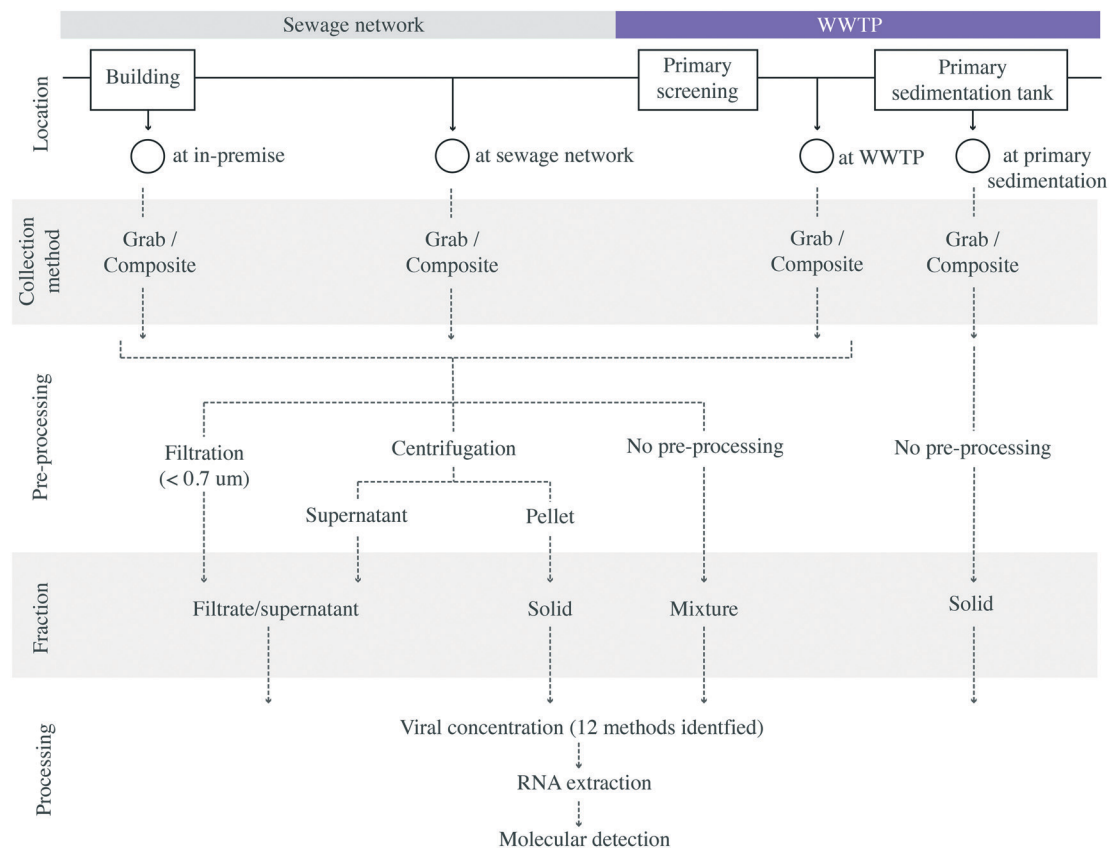 Sewage network
WWTP
Location
Building
Primary
screening
Primary
sedimentation tank
at in-premise
at sewage network
at WWTP
at primary
sedimentation
Collection
method
Grab /
Composite
Grab /
Composite
Grab /
Composite
Grab /
Composite
Pre-processing
Filtration
(< 0.7 um)
Centrifugation
No pre-processing
No pre-processing
Supernatant
Pellet
Fraction
Filtrate/supernatant
Solid
Mixture
Solid
Processing
Viral concentration (12 methods identfied)
RNA extraction
Molecular detection